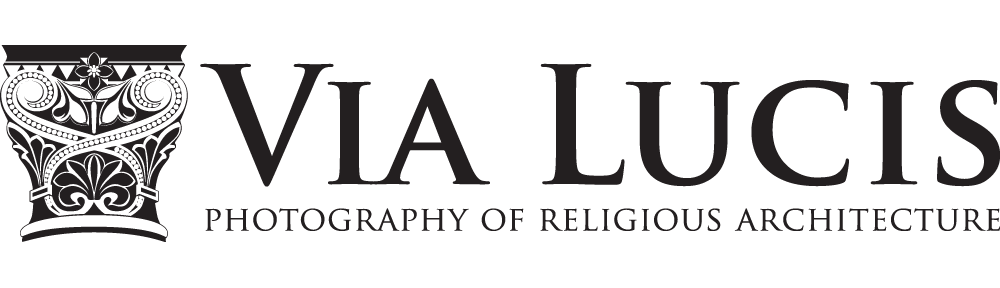 VIA LUCIS
PHOTOGRAPHY OF RELIGIOUS ARCHITECTURE